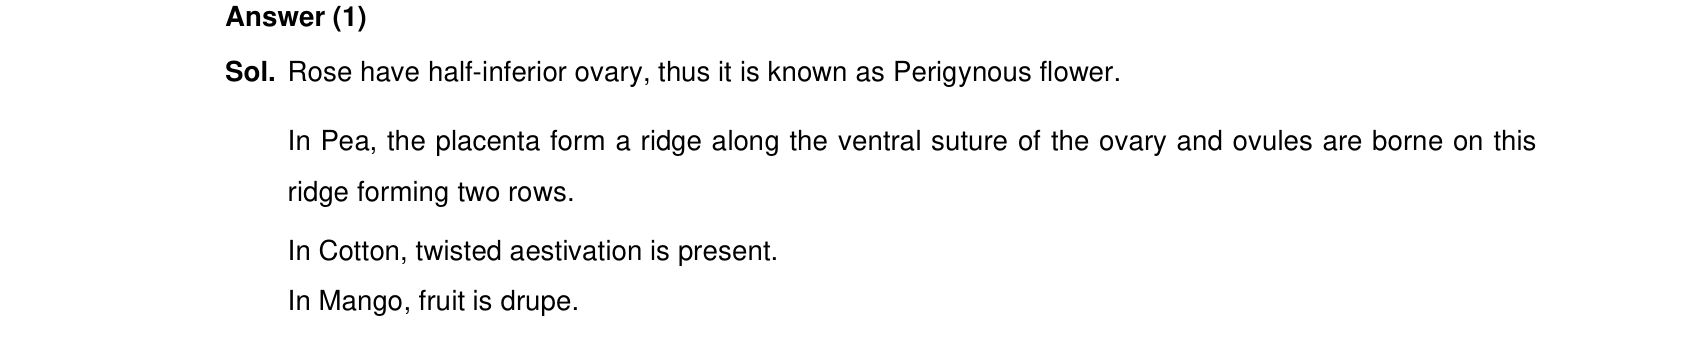 Answer (1)
Sol. Rose have half-inferior ovary, thus it is known as Perigynous flower.
In Pea, the placenta form a ridge along the ventral suture of the ovary and ovules are borne on this
ridge forming two rows.
In Cotton, twisted aestivation is present.
In Mango, fruit is drupe.